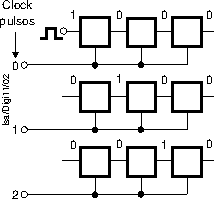 Clock
pulsos
1 0 0 0
0
0 1 0 0
1
0 0 1 0
2
Isa/Digi11/02